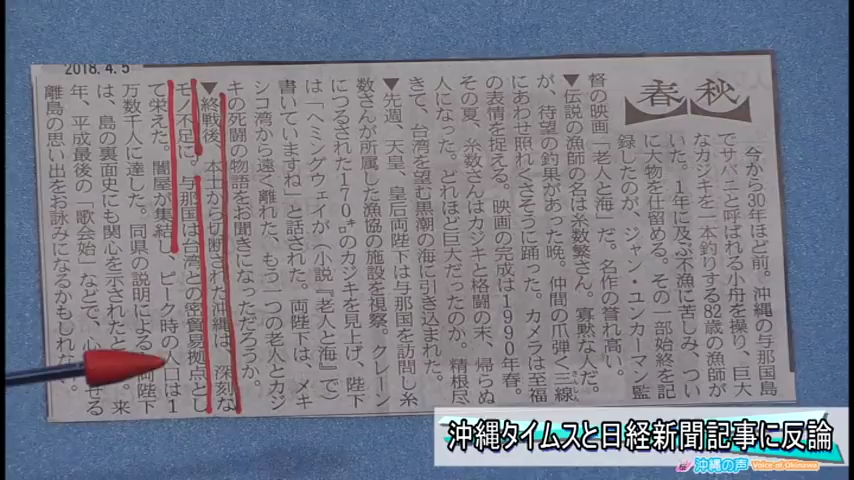 2018.4.5
春秋
今から30年ほど前。沖縄の与那国島
でサバニと呼ばれる小舟を操り、巨大
なカジキを一本釣りする82歳の漁師が
いた。1年に及ぶ不漁に苦しみ、つい
に大物を仕留める。その一部始終を記
録したのが、ジャン・ユンカーマン監
督の映画「老人と海」だ。名作の誉れ高い。
▼伝説の漁師の名は糸数繁さん。寡黙な人だ。
が、待望の釣果があった晩。仲間の爪弾く三線
さんしん
にあわせ照れくさそうに踊った。カメラは至福
の表情を捉える。映画の完成は1990年春。
その夏、糸数さんはカジキと格闘の末、帰らぬ
人になった。どれほど巨大だったのか。精根尽
きて、台湾を望む黒潮の海に引き込まれた。
▼先週、天皇、皇后両陛下は与那国を訪問し糸
数さんが所属した漁協の施設を視察。クレーン
につるされた170㌔のカジキを見上げ、陛下
は「ヘミングウェイが(小説『老人と海』で)
書いていますね」と話された。両陛下は、メキ
シコ湾から遠く離れた、もう一つの老人とカジ
キの死闘の物語をお聞きになっただろうか。
▼終戦後、本土から切断された沖縄は、深刻な
モノ不足に。与那国は台湾との密貿易拠点とし
て栄えた。闇屋が集結し、ピーク時の人口は1
万数千人に達した。同県の説明による 両陛下
は、島の裏面史にも関心を示されたと 。来
年、平成最後の「歌会始」などで、心 せる
離島の思い出をお詠みになるかもしれな
沖縄タイムスと日経新聞記事に反論
沖縄の声 Voice of Okinawa